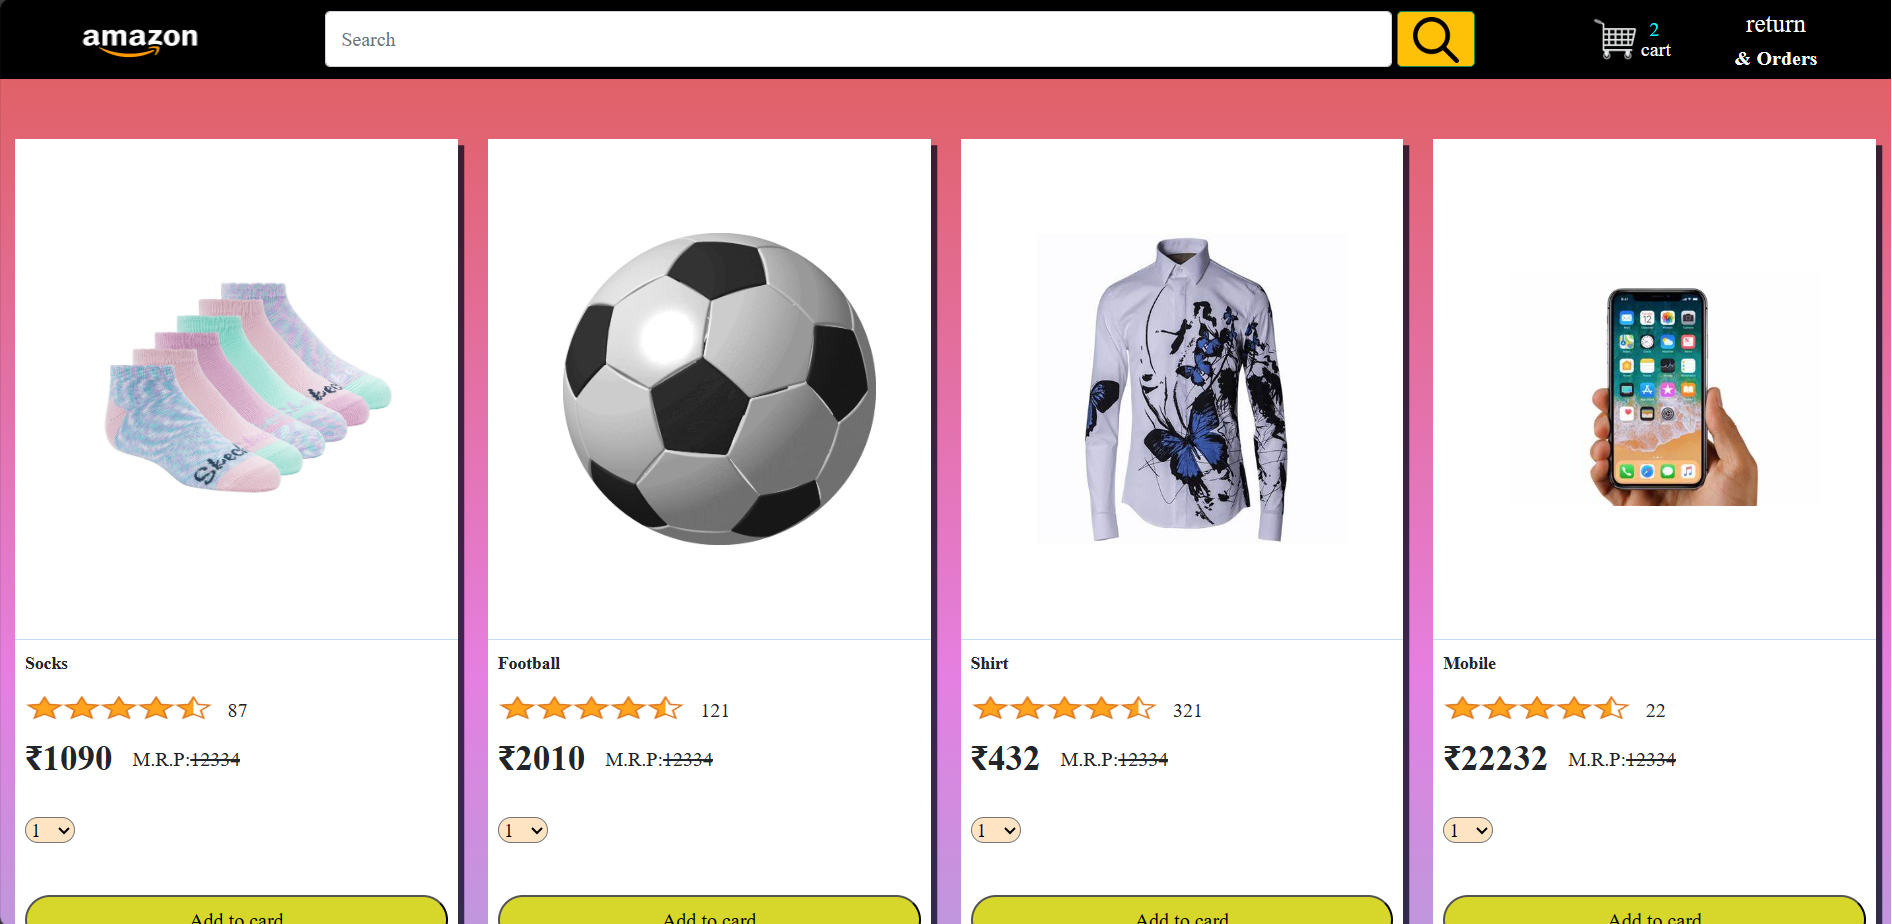 amazon
Search
2
cart
return
& Orders
Skec
Socks
87
₹1090 M.R.P:12334
1
Add to card
Football
121
₹2010 M.R.P:12334
1
Add to card
Shirt
321
₹432 M.R.P:12334
1
Add to card
Mobile
22
₹22232 M.R.P:12334
1
Add to card